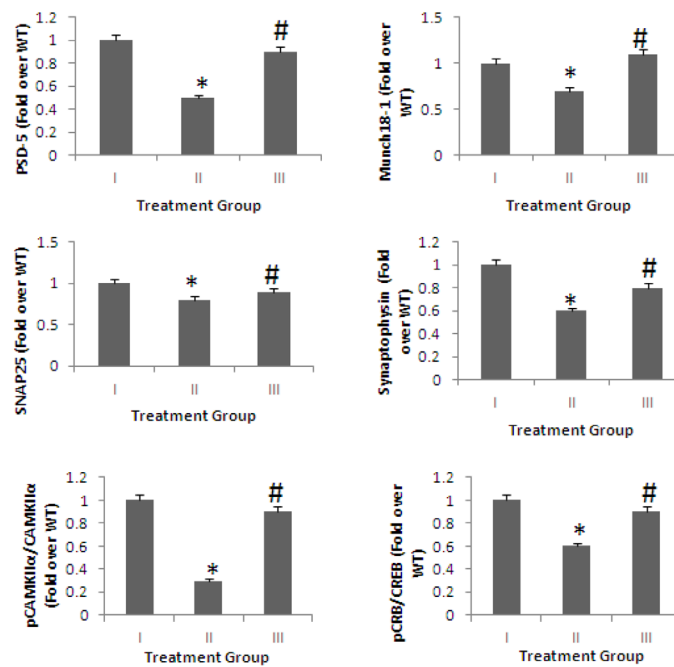 PSD-5 (Fold over WT)
1.2
1
0.8
0.6
0.4
0.2
0
*
#
I II III
Treatment Group
Munch18-1 (Fold over
WT)
1.5
1
0.5
0
*
#
I II III
Treatment Group
SNAP25 (Fold over WT)
1.5
1
0.5
0
*
#
I II III
Treatment Group
Synaptophysin (Fold
over WT)
1.2
1
0.8
0.6
0.4
0.2
0
*
#
I II III
Treatment Group
pCAMKIIα/CAMKIIα
(Fold over WT)
1.2
1
0.8
0.6
0.4
0.2
0
*
#
I II III
Treatment Group
pCRB/CREB (Fold over
WT)
1.2
1
0.8
0.6
0.4
0.2
0
*
#
I II III
Treatment Group